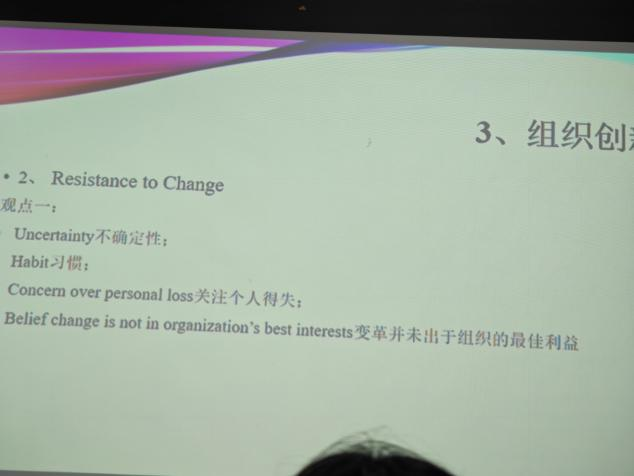 3、组织创
• 2、 Resistance to Change
观点一：
Uncertainty不确定性；
Habit习惯；
Concern over personal loss关注个人得失；
Belief change is not in organization's best interests变革并未出于组织的最佳利益